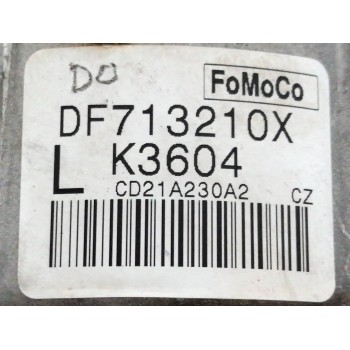 DO
FoMoCo
DF713210X
L K3604
CD21A230A2 CZ